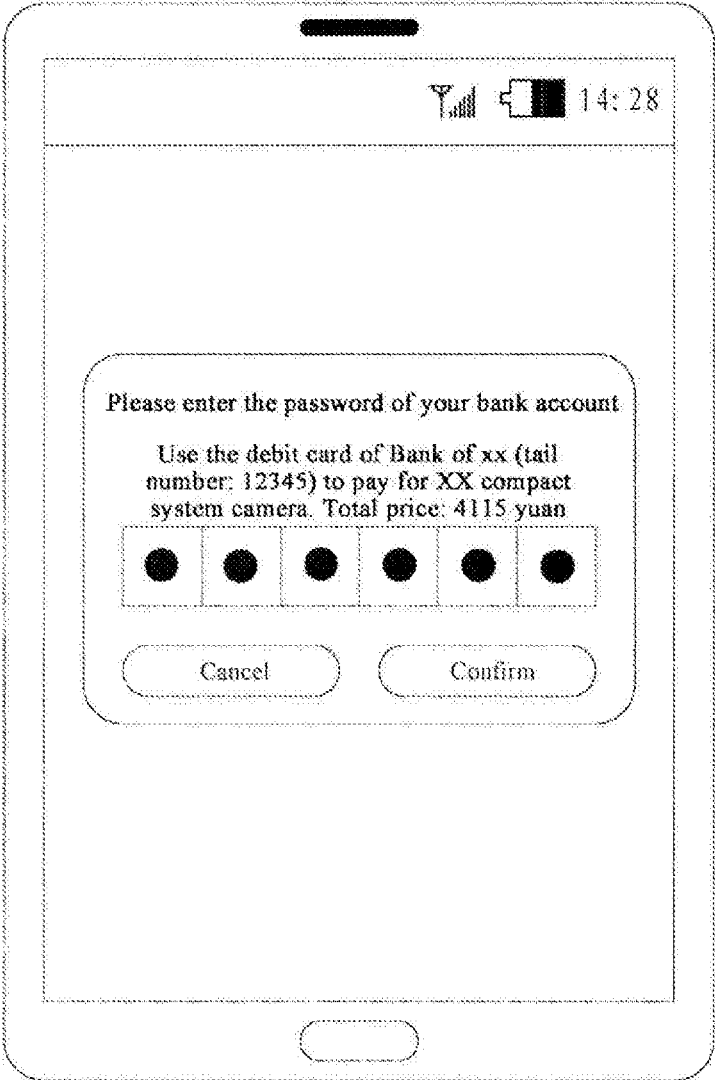 14:28
Please enter the password of your bank account
Use the debit card of Bank of xx (tail
number: 12345) to pay for XX compact
system camera. Total price: 4115 yuan
Cancel
Confirm